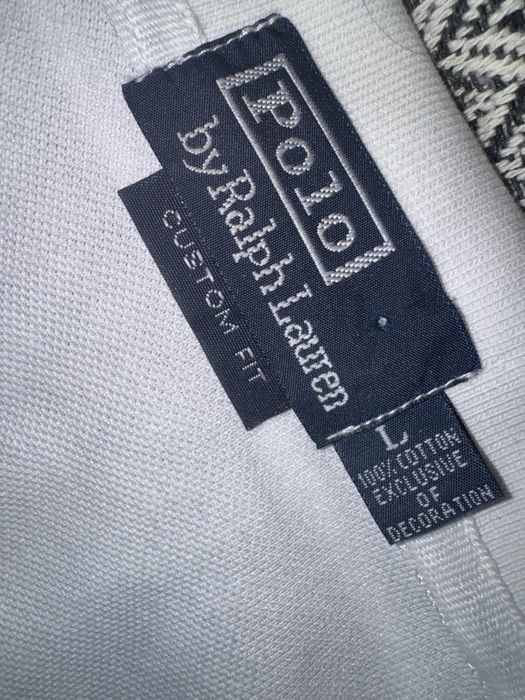 Polo
by Ralph Lauren
CUSTOM FIT
L
100% COTTON
EXCLUSIVE
OF
DECORATION